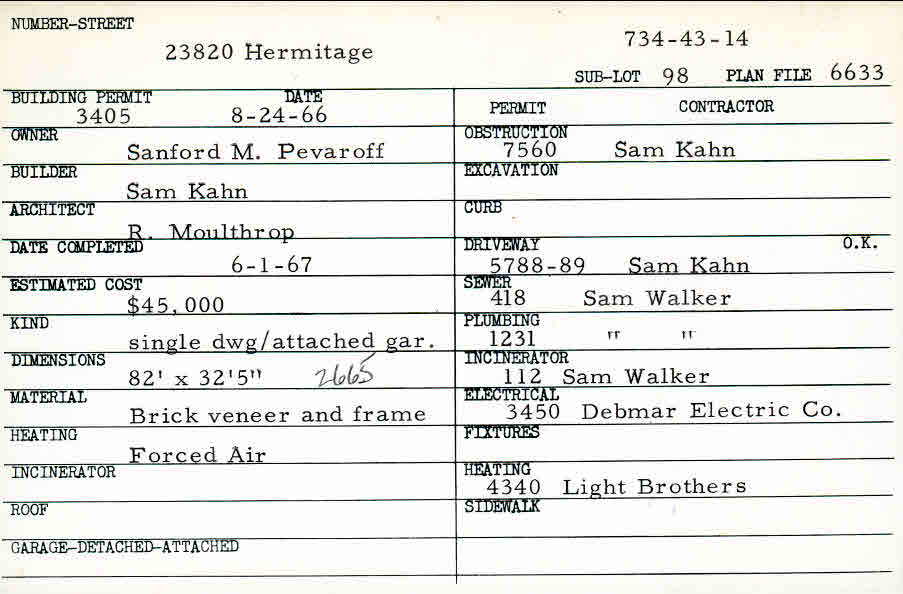 NUMBER-STREET
23820 Hermitage
734-43-14
SUB-LOT 98 PLAN FILE 6633
BUILDING PERMIT DATE
3405 8-24-66
OWNER
Sanford M. Pevaroff
BUILDER
Sam Kahn
ARCHITECT
R. Moulthrop
DATE COMPLETED
6-1-67
ESTIMATED COST
$45,000
KIND
single dwg/attached gar.
DIMENSIONS
82' x 32'5" 2665
MATERIAL
Brick veneer and frame
HEATING
Forced Air
INCINERATOR
ROOF
GARAGE-DETACHED-ATTACHED
PERMIT CONTRACTOR
OBSTRUCTION
7560 Sam Kahn
EXCAVATION
CURB
DRIVEWAY O.K.
5788-89 Sam Kahn
SEWER
418 Sam Walker
PLUMBING
1231 " "
INCINERATOR
112 Sam Walker
ELECTRICAL
3450 Debmar Electric Co.
FIXTURES
HEATING
4340 Light Brothers
SIDEWALK